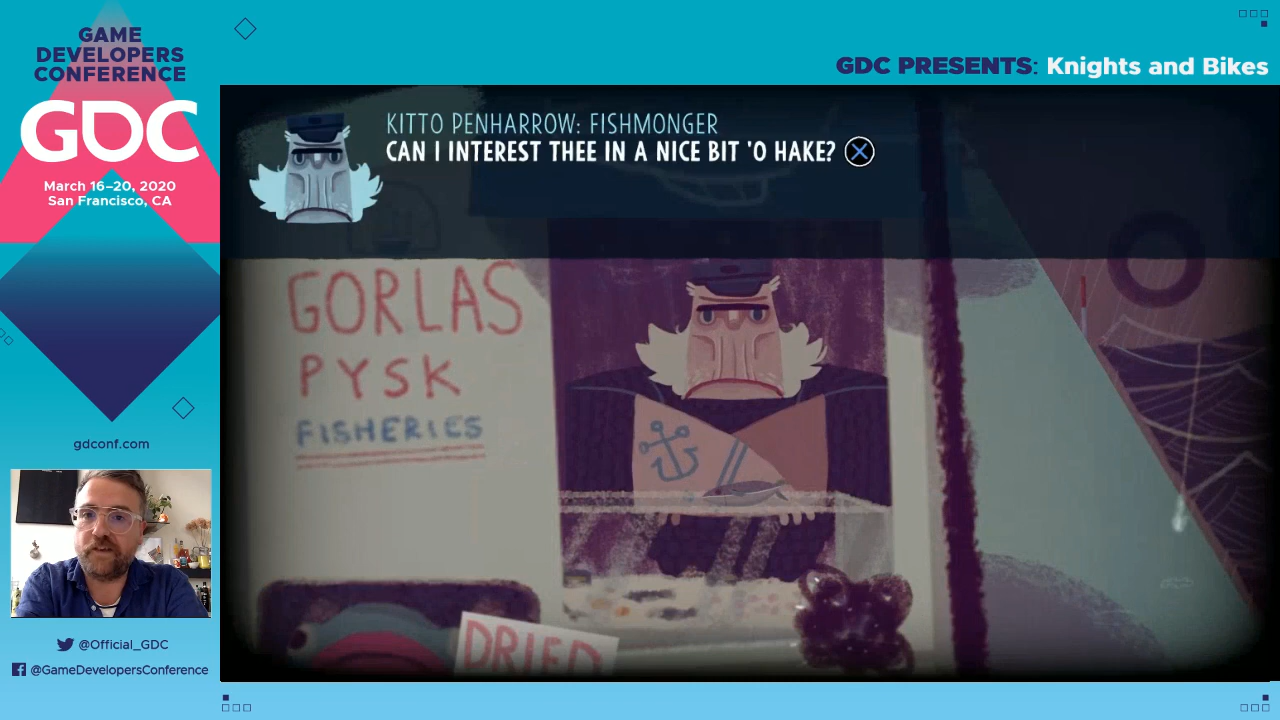 GAME
DEVELOPERS
CONFERENCE
GDC
March 16–20, 2020
San Francisco, CA
gdconf.com
@Official_GDC
@GameDevelopersConference
GDC PRESENTS: Knights and Bikes
KITTO PENHARROW: FISHMONGER
CAN I INTEREST THEE IN A NICE BIT 'O HAKE?
GORLAS
PYSK
FISHERIES
DRIED